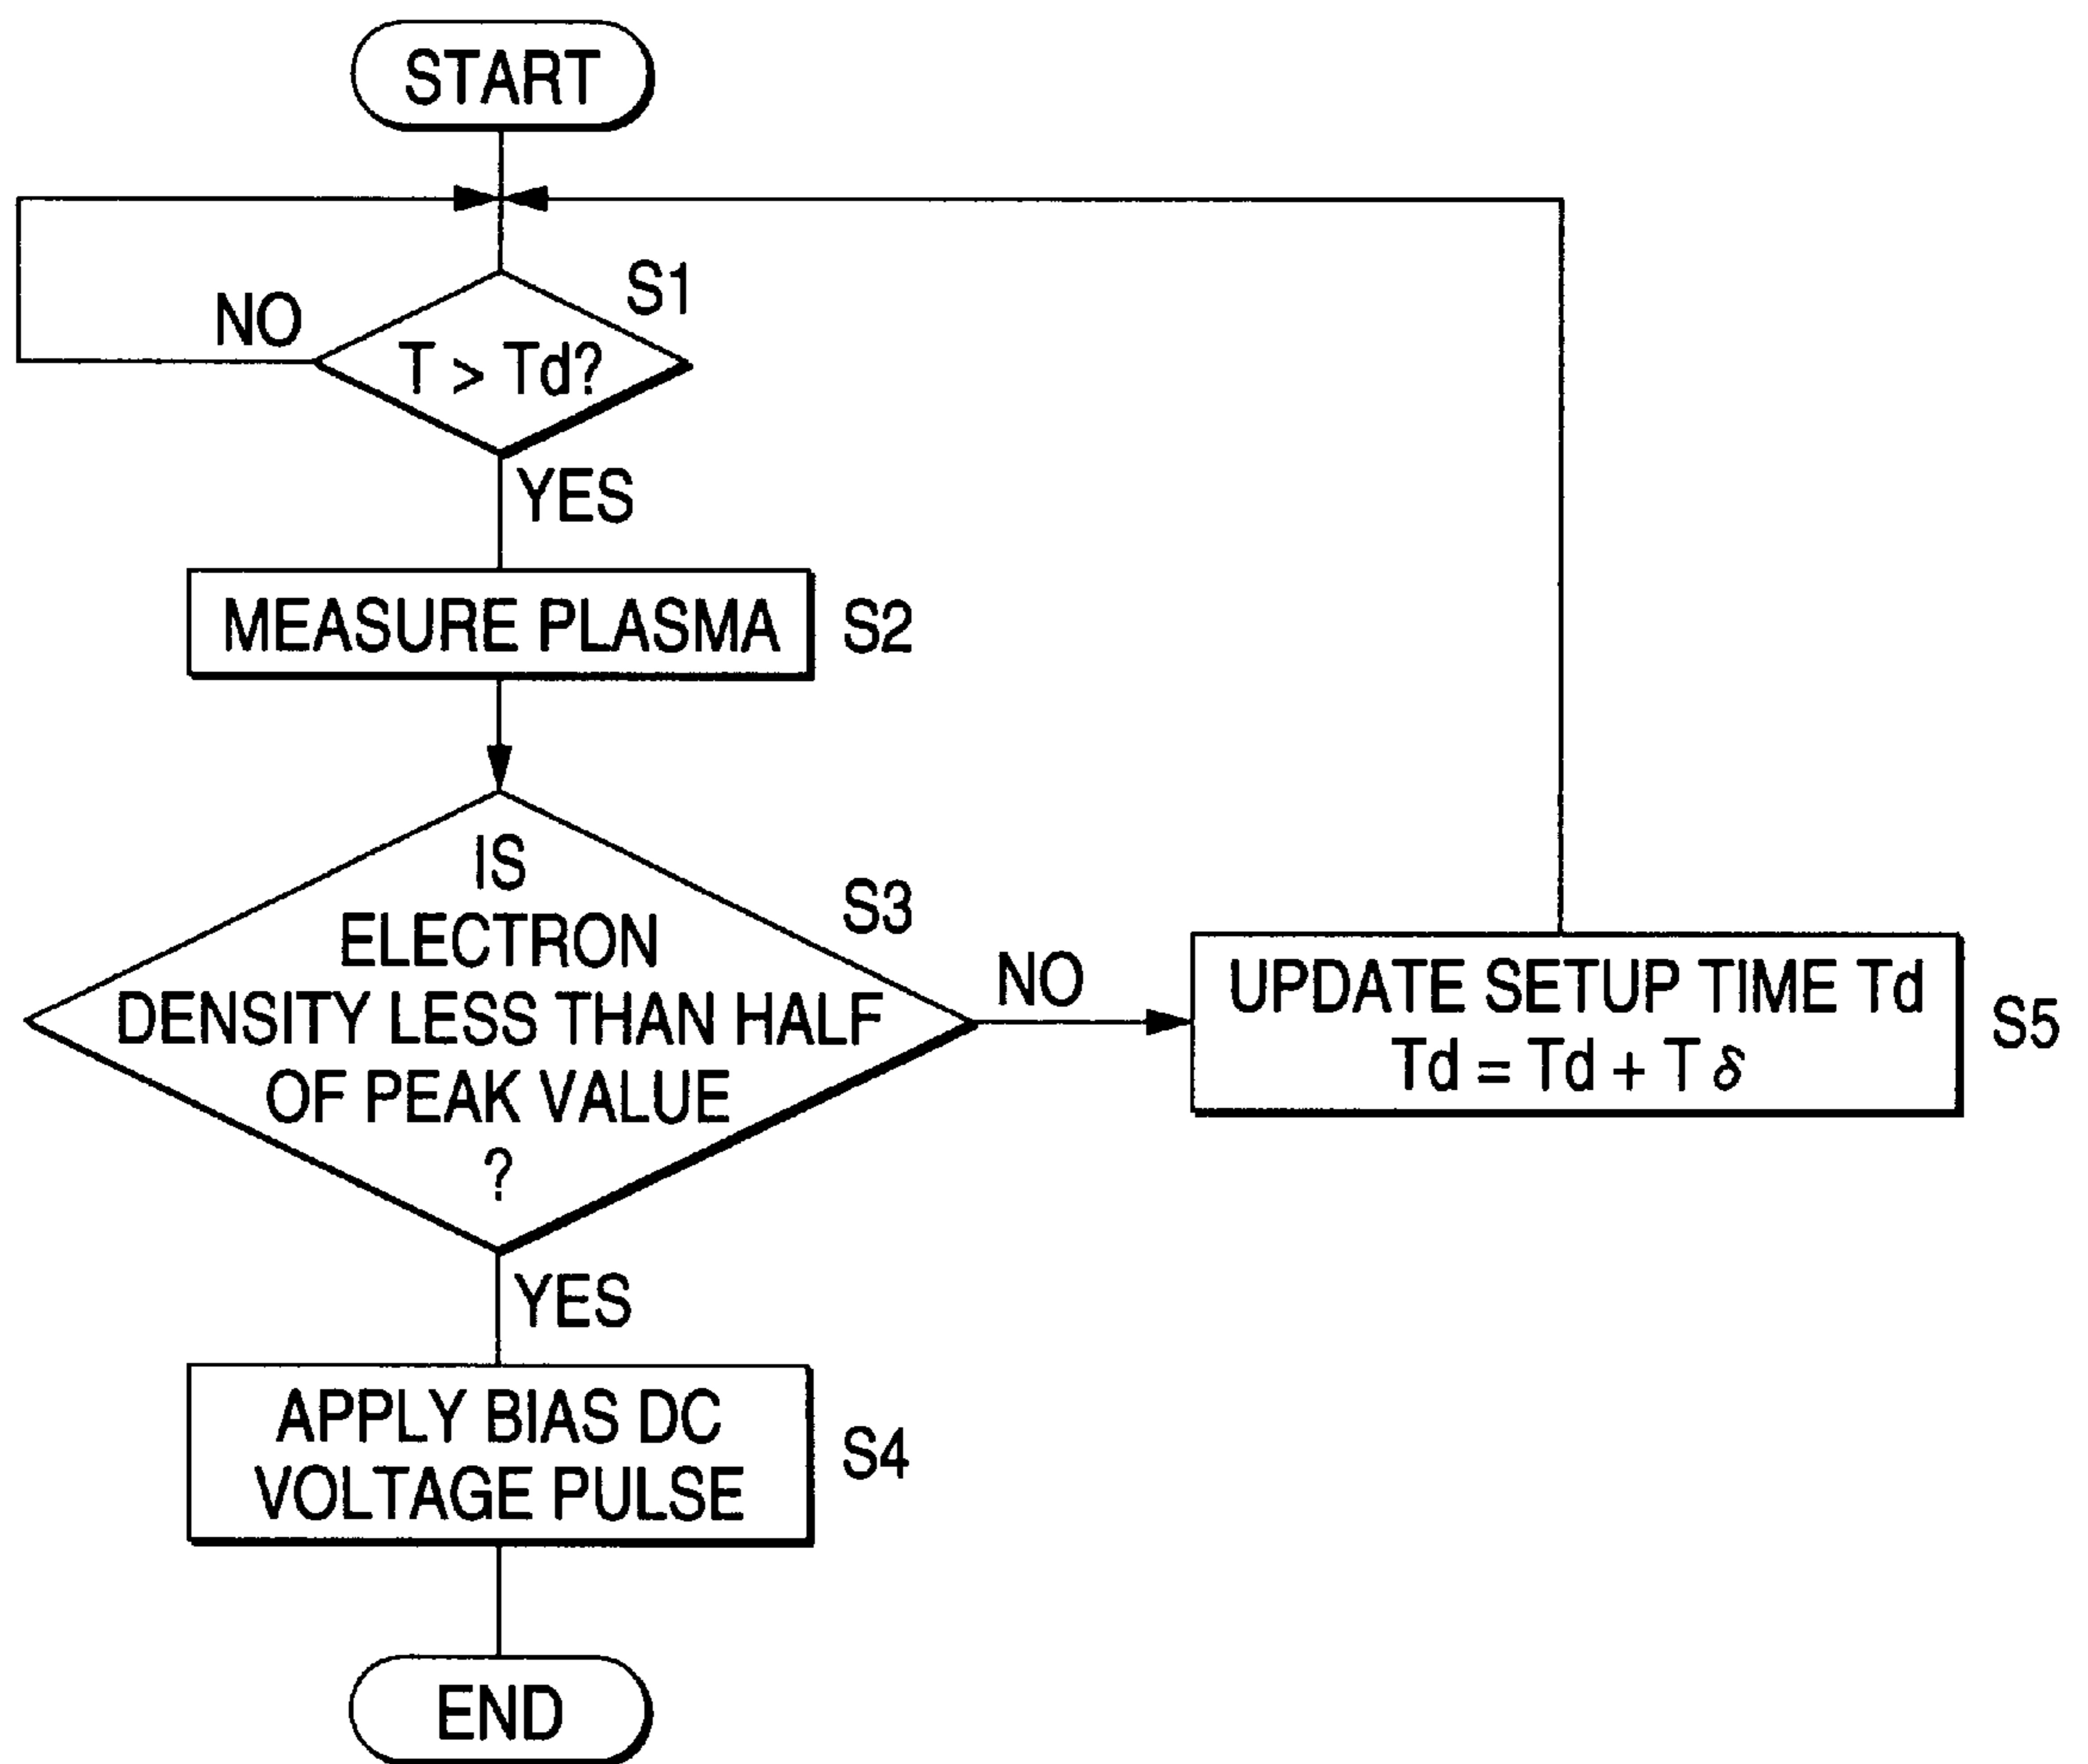 START
S1
NO
T > Td?
YES
MEASURE PLASMA
S2
IS
ELECTRON
DENSITY LESS THAN HALF
OF PEAK VALUE
?
S3
NO
UPDATE SETUP TIME Td
Td = Td + T δ
S5
YES
APPLY BIAS DC
VOLTAGE PULSE
S4
END